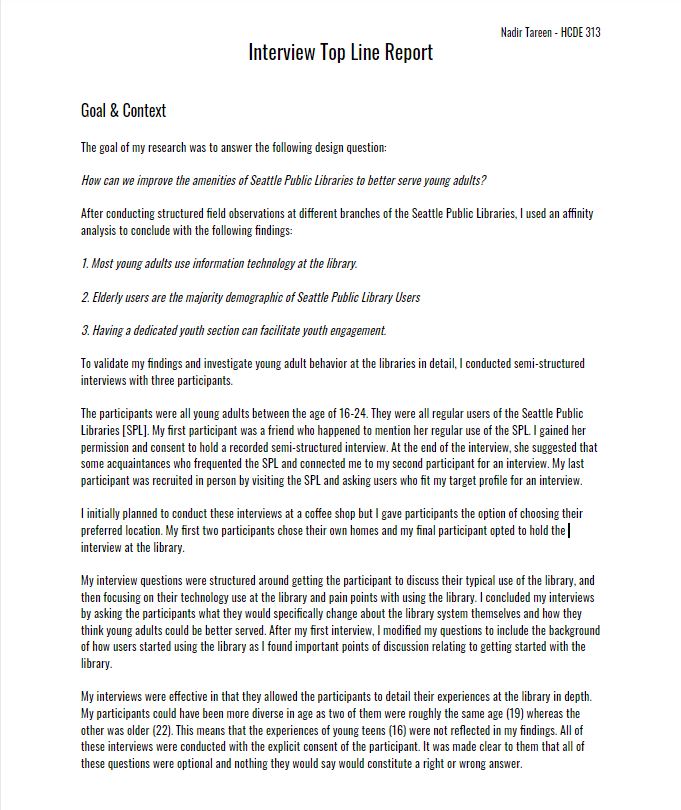 Nadir Tareen - HCDE 313
Interview Top Line Report
Goal & Context
The goal of my research was to answer the following design question:
How can we improve the amenities of Seattle Public Libraries to better serve young adults?
After conducting structured field observations at different branches of the Seattle Public Libraries, I used an affinity
analysis to conclude with the following findings:
1. Most young adults use information technology at the library.
2. Elderly users are the majority demographic of Seattle Public Library Users
3. Having a dedicated youth section can facilitate youth engagement.
To validate my findings and investigate young adult behavior at the libraries in detail, I conducted semi-structured
interviews with three participants.
The participants were all young adults between the age of 16-24. They were all regular users of the Seattle Public
Libraries [SPL]. My first participant was a friend who happened to mention her regular use of the SPL. I gained her
permission and consent to hold a recorded semi-structured interview. At the end of the interview, she suggested that
some acquaintances who frequented the SPL and connected me to my second participant for an interview. My last
participant was recruited in person by visiting the SPL and asking users who fit my target profile for an interview.
I initially planned to conduct these interviews at a coffee shop but I gave participants the option of choosing their
preferred location. My first two participants chose their own homes and my final participant opted to hold the
interview at the library.
My interview questions were structured around getting the participant to discuss their typical use of the library, and
then focusing on their technology use at the library and pain points with using the library. I concluded my interviews
by asking the participants what they would specifically change about the library system themselves and how they
think young adults could be better served. After my first interview, I modified my questions to include the background
of how users started using the library as I found important points of discussion relating to getting started with the
library.
My interviews were effective in that they allowed the participants to detail their experiences at the library in depth.
My participants could have been more diverse in age as two of them were roughly the same age (19) whereas the
other was older (22). This means that the experiences of young teens (16) were not reflected in my findings. All of
these interviews were conducted with the explicit consent of the participant. It was made clear to them that all of
these questions were optional and nothing they would say would constitute a right or wrong answer.